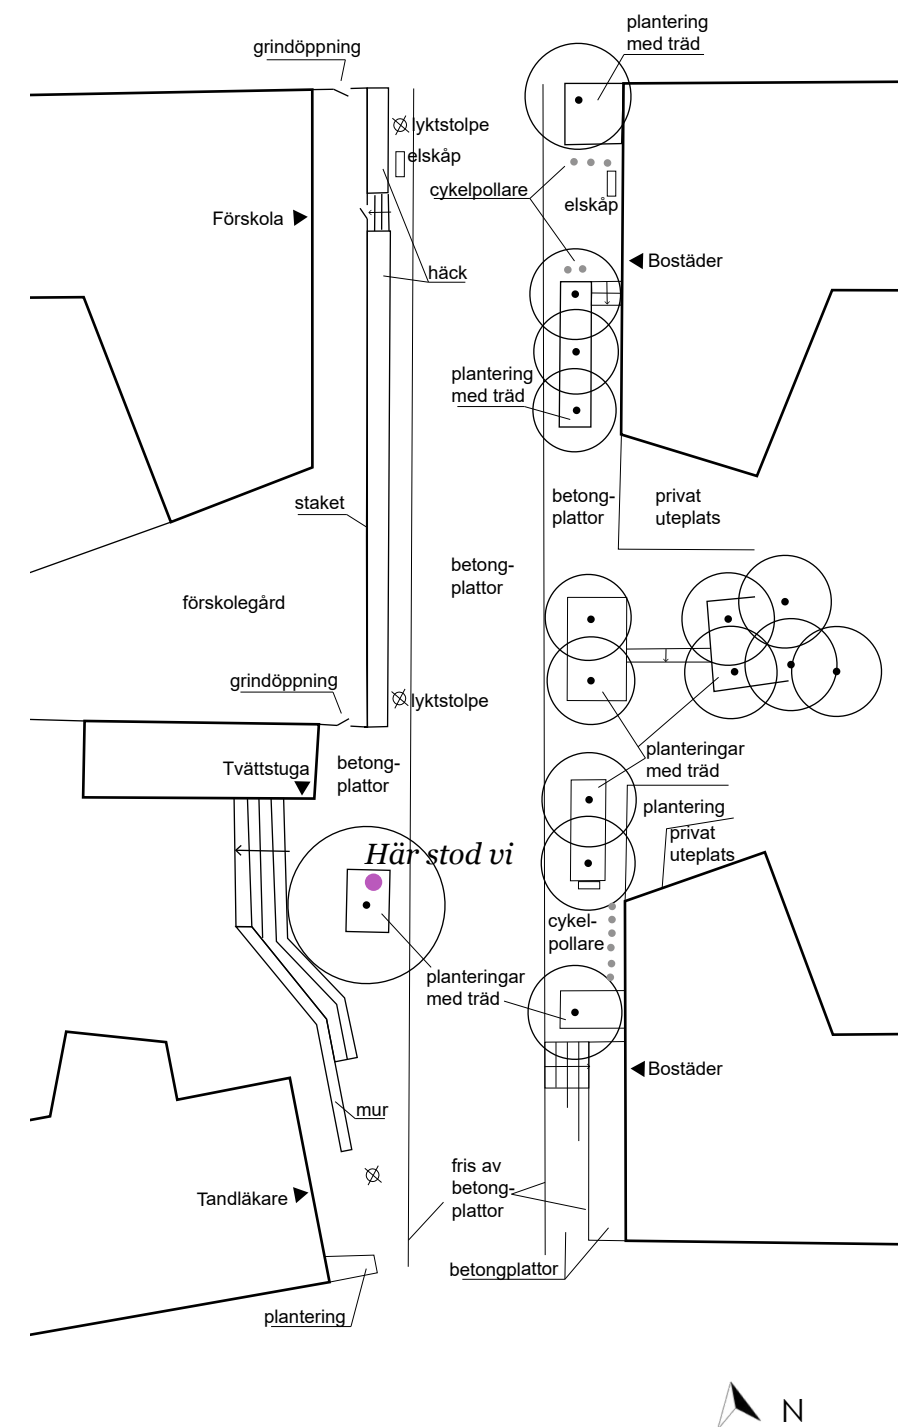 plantering
med träd
grindöppning
lyktstolpe
elskåp
cykelpollare
elskåp
Förskola
Bostäder
häck
plantering
med träd
betong-
plattor
privat
uteplats
staket
betong-
plattor
förskolegård
grindöppning
lyktstolpe
planteringar
med träd
Tvättstuga
betong-
plattor
plantering
privat
uteplats
Här stod vi
cykel-
pollare
planteringar
med träd
Bostäder
mur
fris av
betong-
plattor
Tandläkare
betongplattor
plantering
N